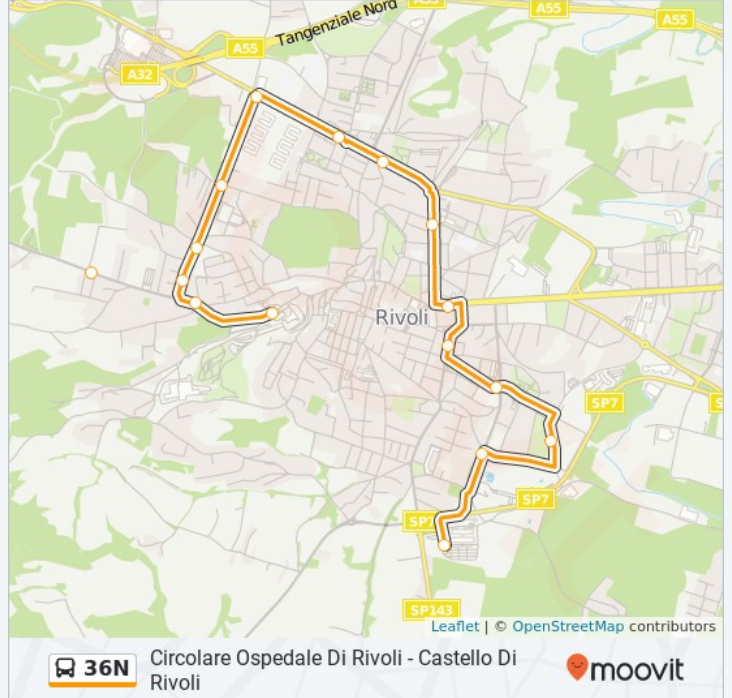 A55
A55
A55
Tangenziale Nord
A55
A32
Rivoli
SP7
S
SP7
SP7
SP143
Leaflet | © OpenStreetMap contributors
36N
Circolare Ospedale Di Rivoli - Castello Di
Rivoli
moovit